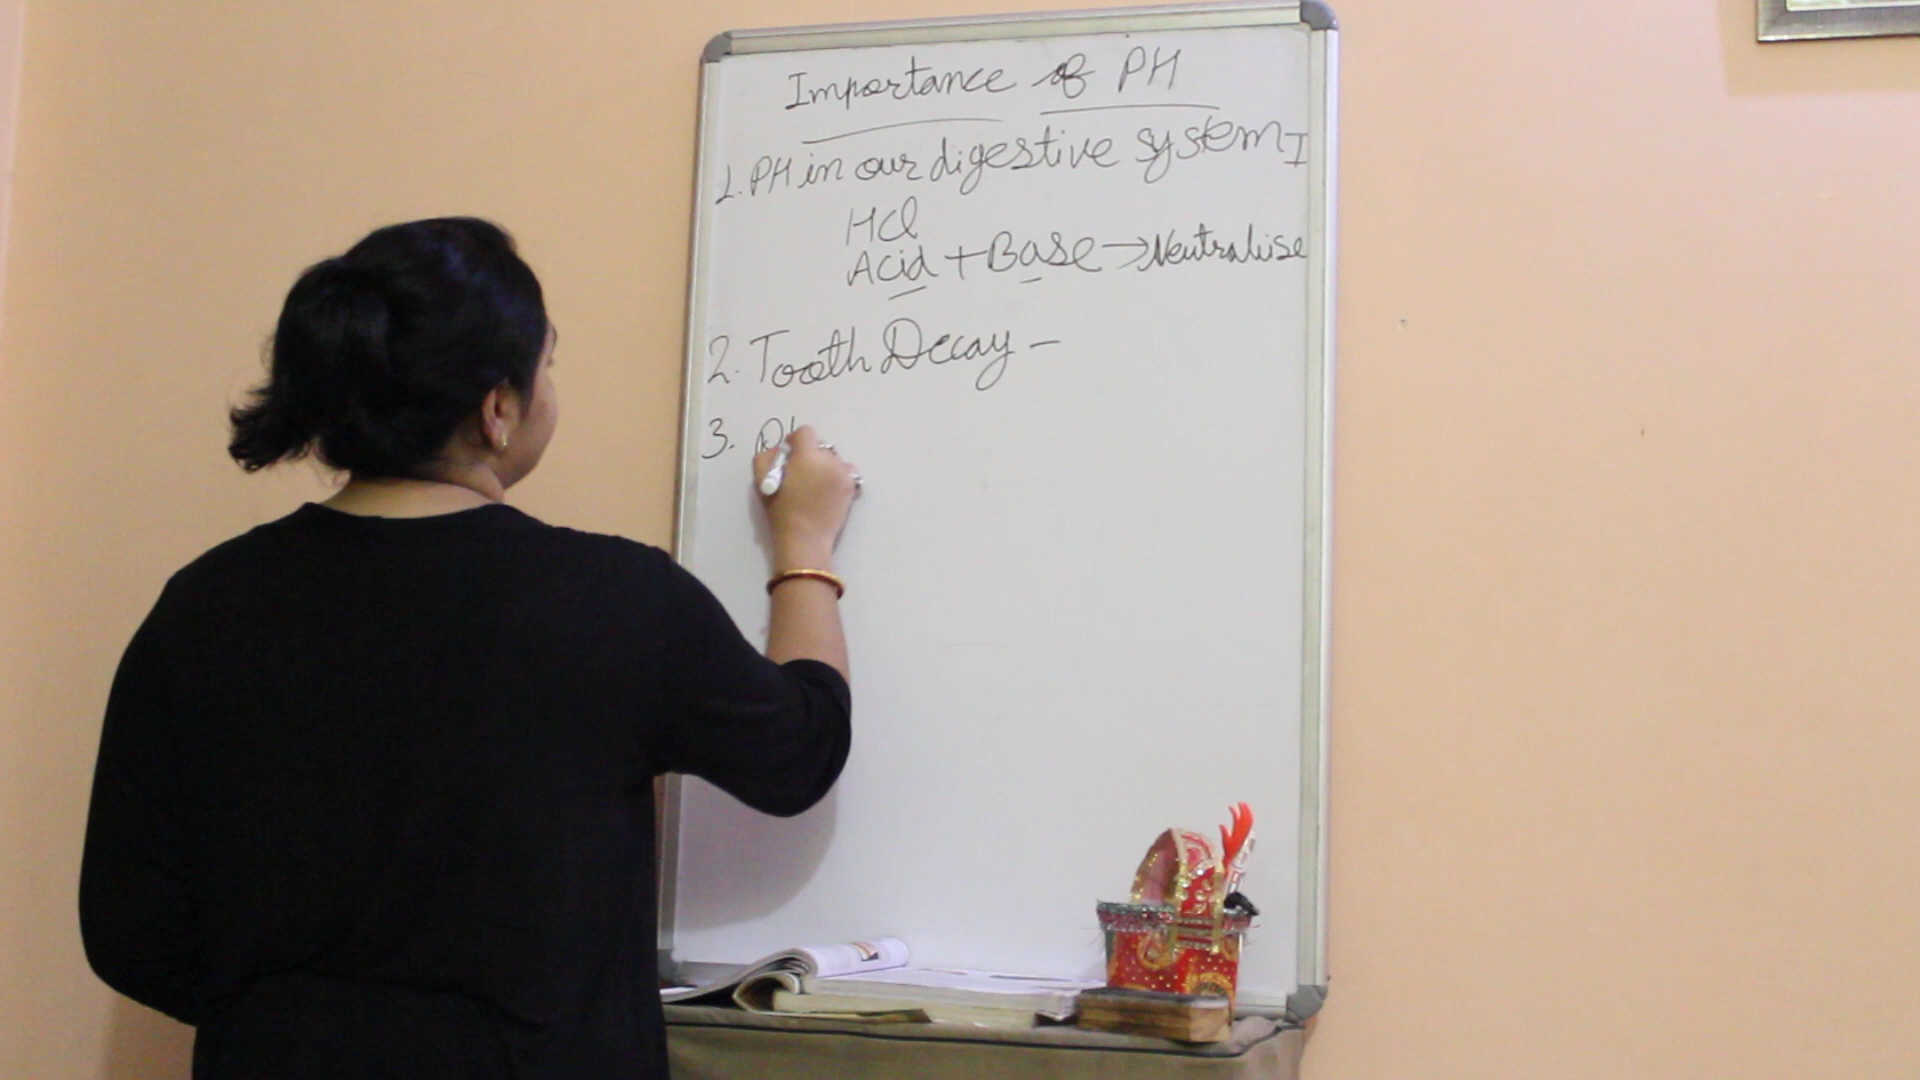 Importance of PH
1. PH in our digestive system I
HCl
Acid + Base → Neutralise
2. Tooth Decay -
3.